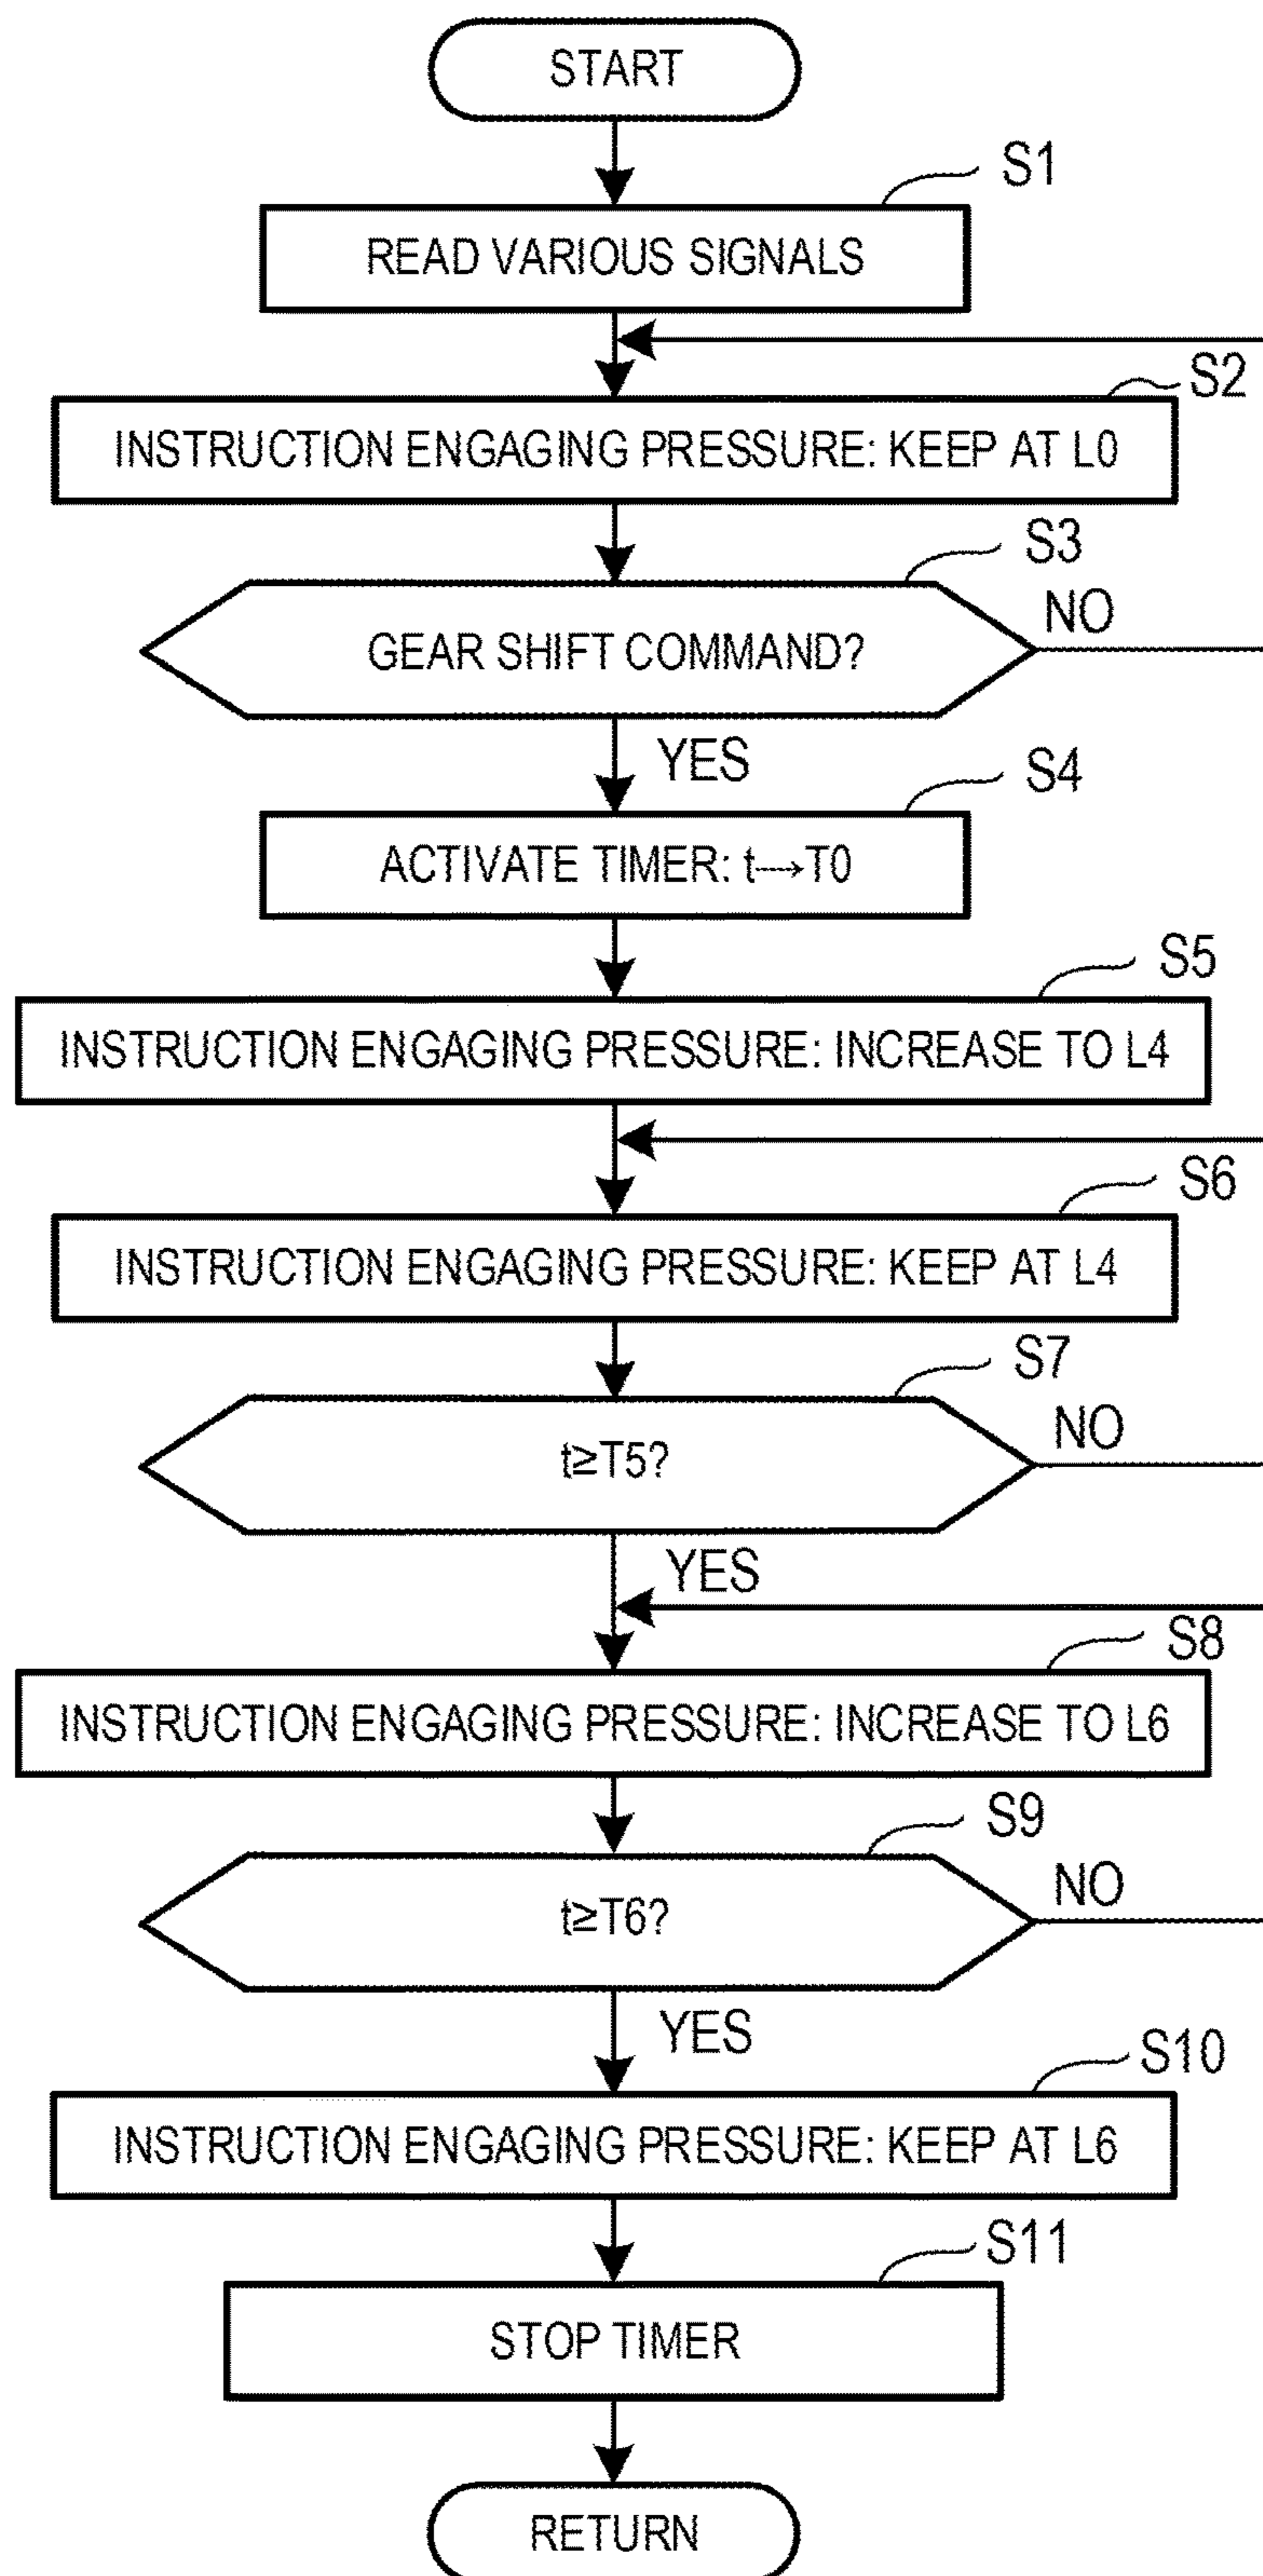 START
S1
READ VARIOUS SIGNALS
S2
INSTRUCTION ENGAGING PRESSURE: KEEP AT L0
S3
GEAR SHIFT COMMAND?
NO
YES
S4
ACTIVATE TIMER: t→T0
S5
INSTRUCTION ENGAGING PRESSURE: INCREASE TO L4
S6
INSTRUCTION ENGAGING PRESSURE: KEEP AT L4
S7
t≥T5?
NO
YES
S8
INSTRUCTION ENGAGING PRESSURE: INCREASE TO L6
S9
t≥T6?
NO
YES
S10
INSTRUCTION ENGAGING PRESSURE: KEEP AT L6
S11
STOP TIMER
RETURN